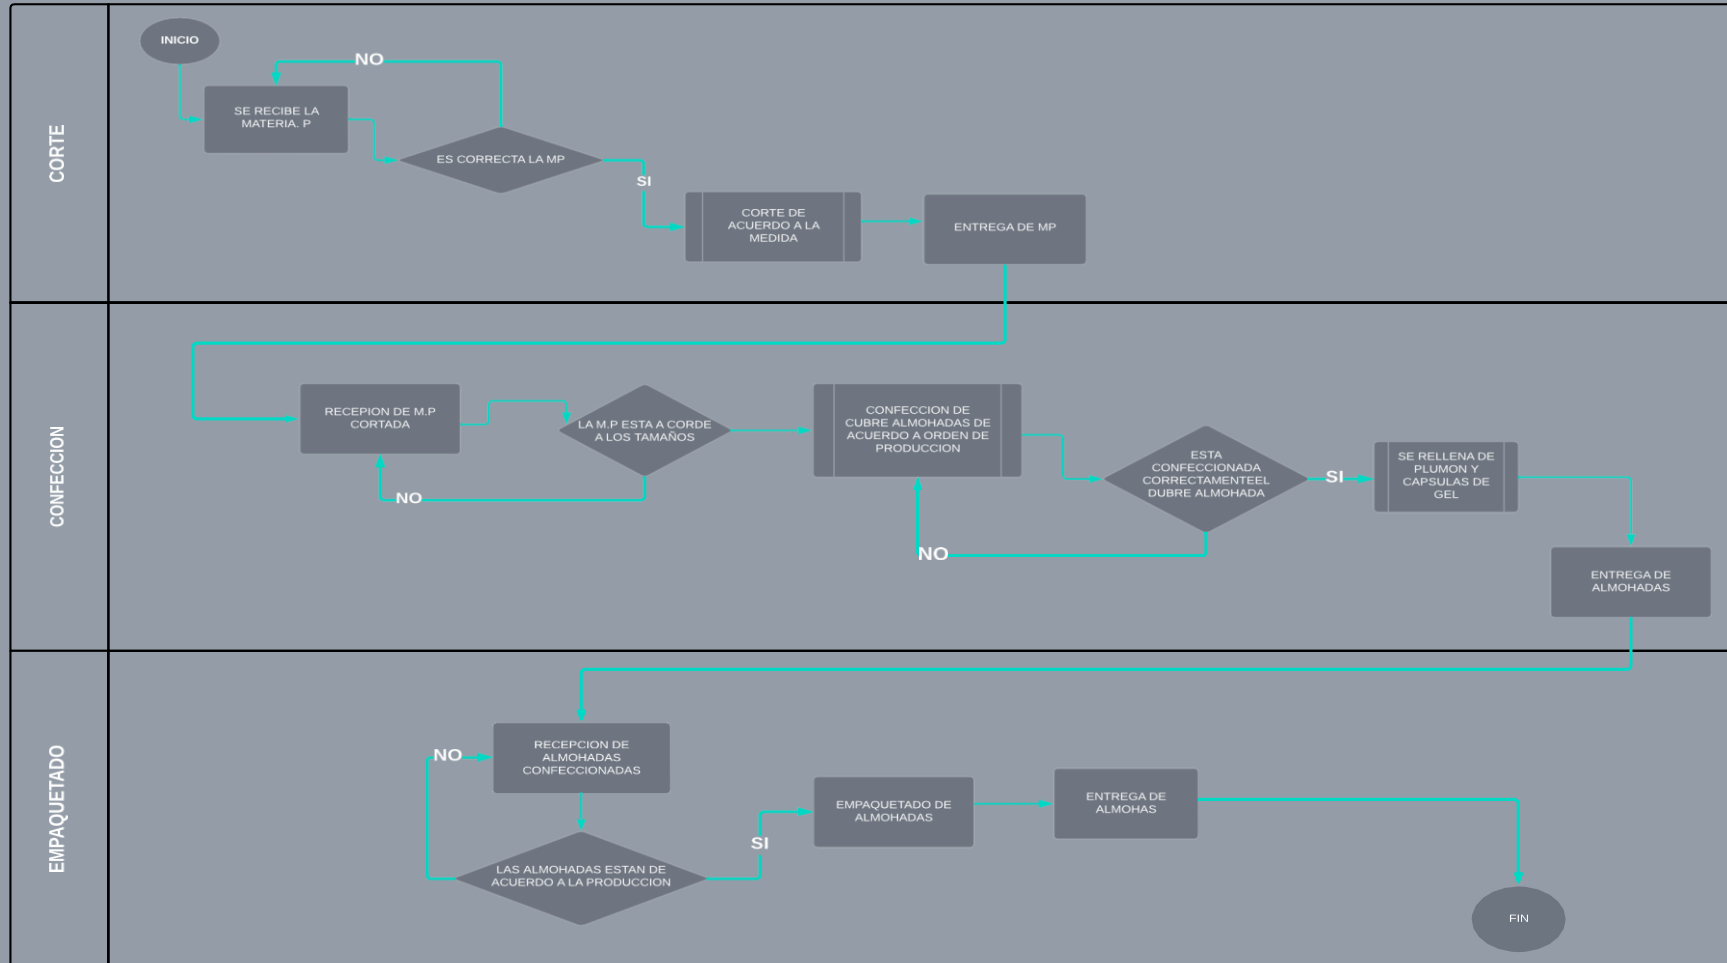 CORTE
INICIO
NO
SE RECIBE LA
MATERIA. P
ES CORRECTA LA MP
SI
CORTE DE
ACUERDO A LA
MEDIDA
ENTREGA DE MP
CONFECCION
RECEPION DE M.P
CORTADA
LA M.P ESTA A CORDE
A LOS TAMAÑOS
NO
CONFECCION DE
CUBRE ALMOHADAS DE
ACUERDO A ORDEN DE
PRODUCCION
ESTA
CONFECCIONADA
CORRECTAMENTEEL
DUBRE ALMOHADA
NO
SI
SE RELLENA DE
PLUMON Y
CAPSULAS DE
GEL
ENTREGA DE
ALMOHADAS
EMPAQUETADO
RECEPCION DE
ALMOHADAS
CONFECCIONADAS
NO
LAS ALMOHADAS ESTAN DE
ACUERDO A LA PRODUCCION
SI
EMPAQUETADO DE
ALMOHADAS
ENTREGA DE
ALMOHAS
FIN